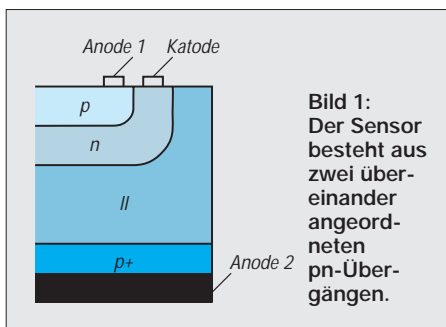 Anode 1 Katode
p
n
II
p+
Anode 2
Bild 1:
Der Sensor
besteht aus
zwei über-
einander
angeord-
neten
pn-Über-
gängen.